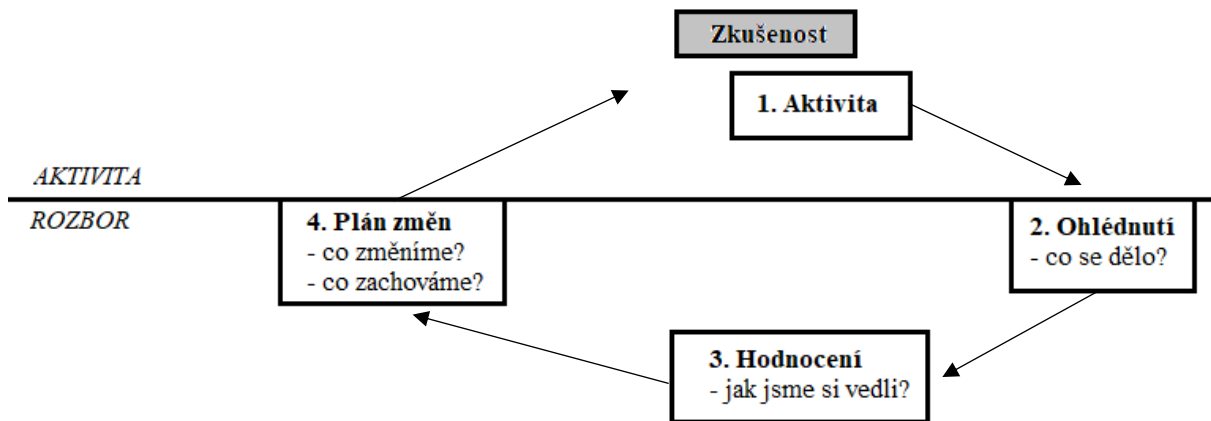 Zkušenost
1. Aktivita
AKTIVITA
ROZBOR
4. Plán změn
- co změníme?
- co zachováme?
2. Ohlédnutí
- co se dělo?
3. Hodnocení
- jak jsme si vedli?